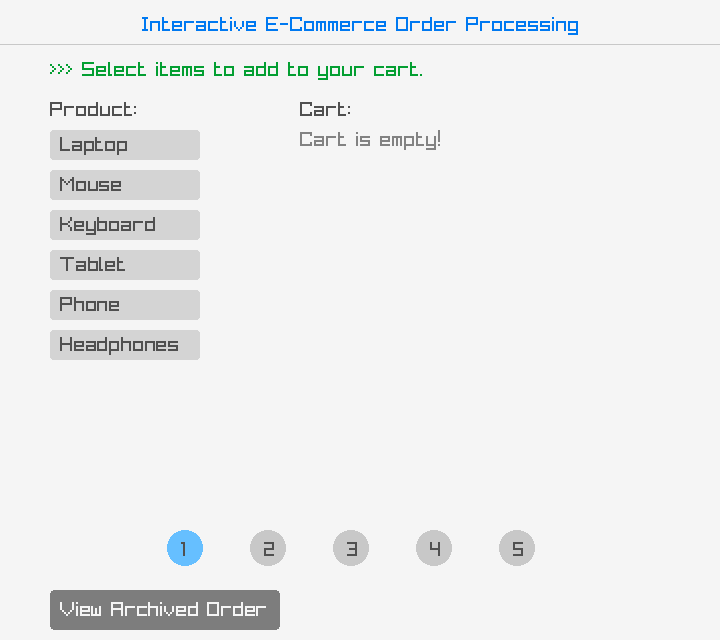 Interactive E-Commerce Order Processing
>>> Select items to add to your cart.
Product:
Laptop
Mouse
Keyboard
Tablet
Phone
Headphones
Cart:
Cart is empty!
1 2 3 4 5
View Archived Order